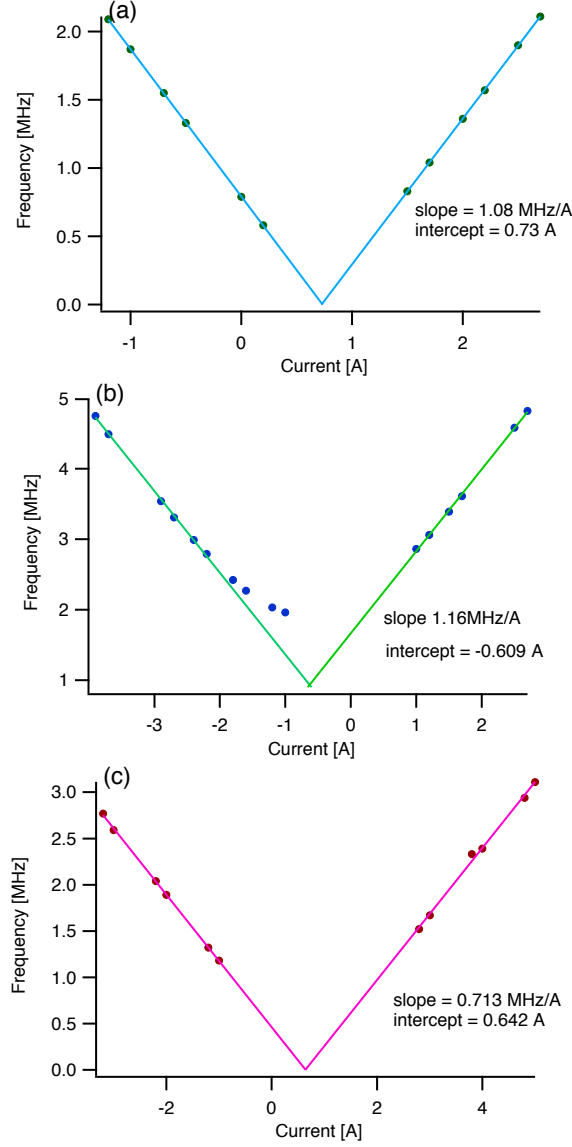 (a)
2.0
1.5
1.0
0.5
0.0
Frequency [MHz]
slope = 1.08 MHz/A
intercept = 0.73 A
-1 0 1 2
Current [A]
(b)
5
4
3
2
1
Frequency [MHz]
slope 1.16MHz/A
intercept = -0.609 A
-3 -2 -1 0 1 2
Current [A]
(c)
3.0
2.5
2.0
1.5
1.0
0.5
0.0
Frequency [MHz]
slope = 0.713 MHz/A
intercept = 0.642 A
-2 0 2 4
Current [A]